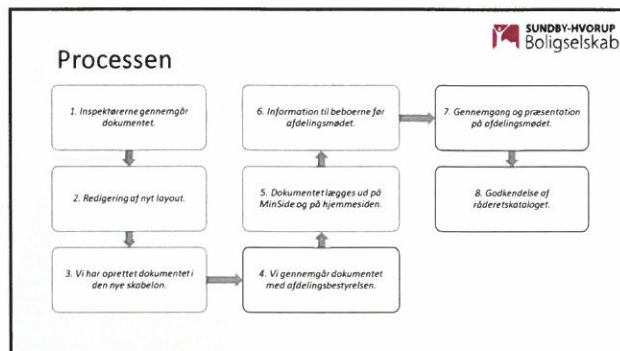 SUNDBY-HVORUP
Boligselskab
Processen
1. Inspektørerne gennemgår
dokumentet.
2. Redigering af nyt layout.
3. Vi har oprettet dokumentet i
den nye skabelon.
4. Vi gennemgår dokumentet
med afdelingsbestyrelsen.
5. Dokumentet lægges ud på
MinSide og på hjemmesiden.
6. Information til beboerne før
afdelingsmødet.
7. Gennemgang og præsentation
på afdelingsmødet.
8. Godkendelse af
råderetskataloget.